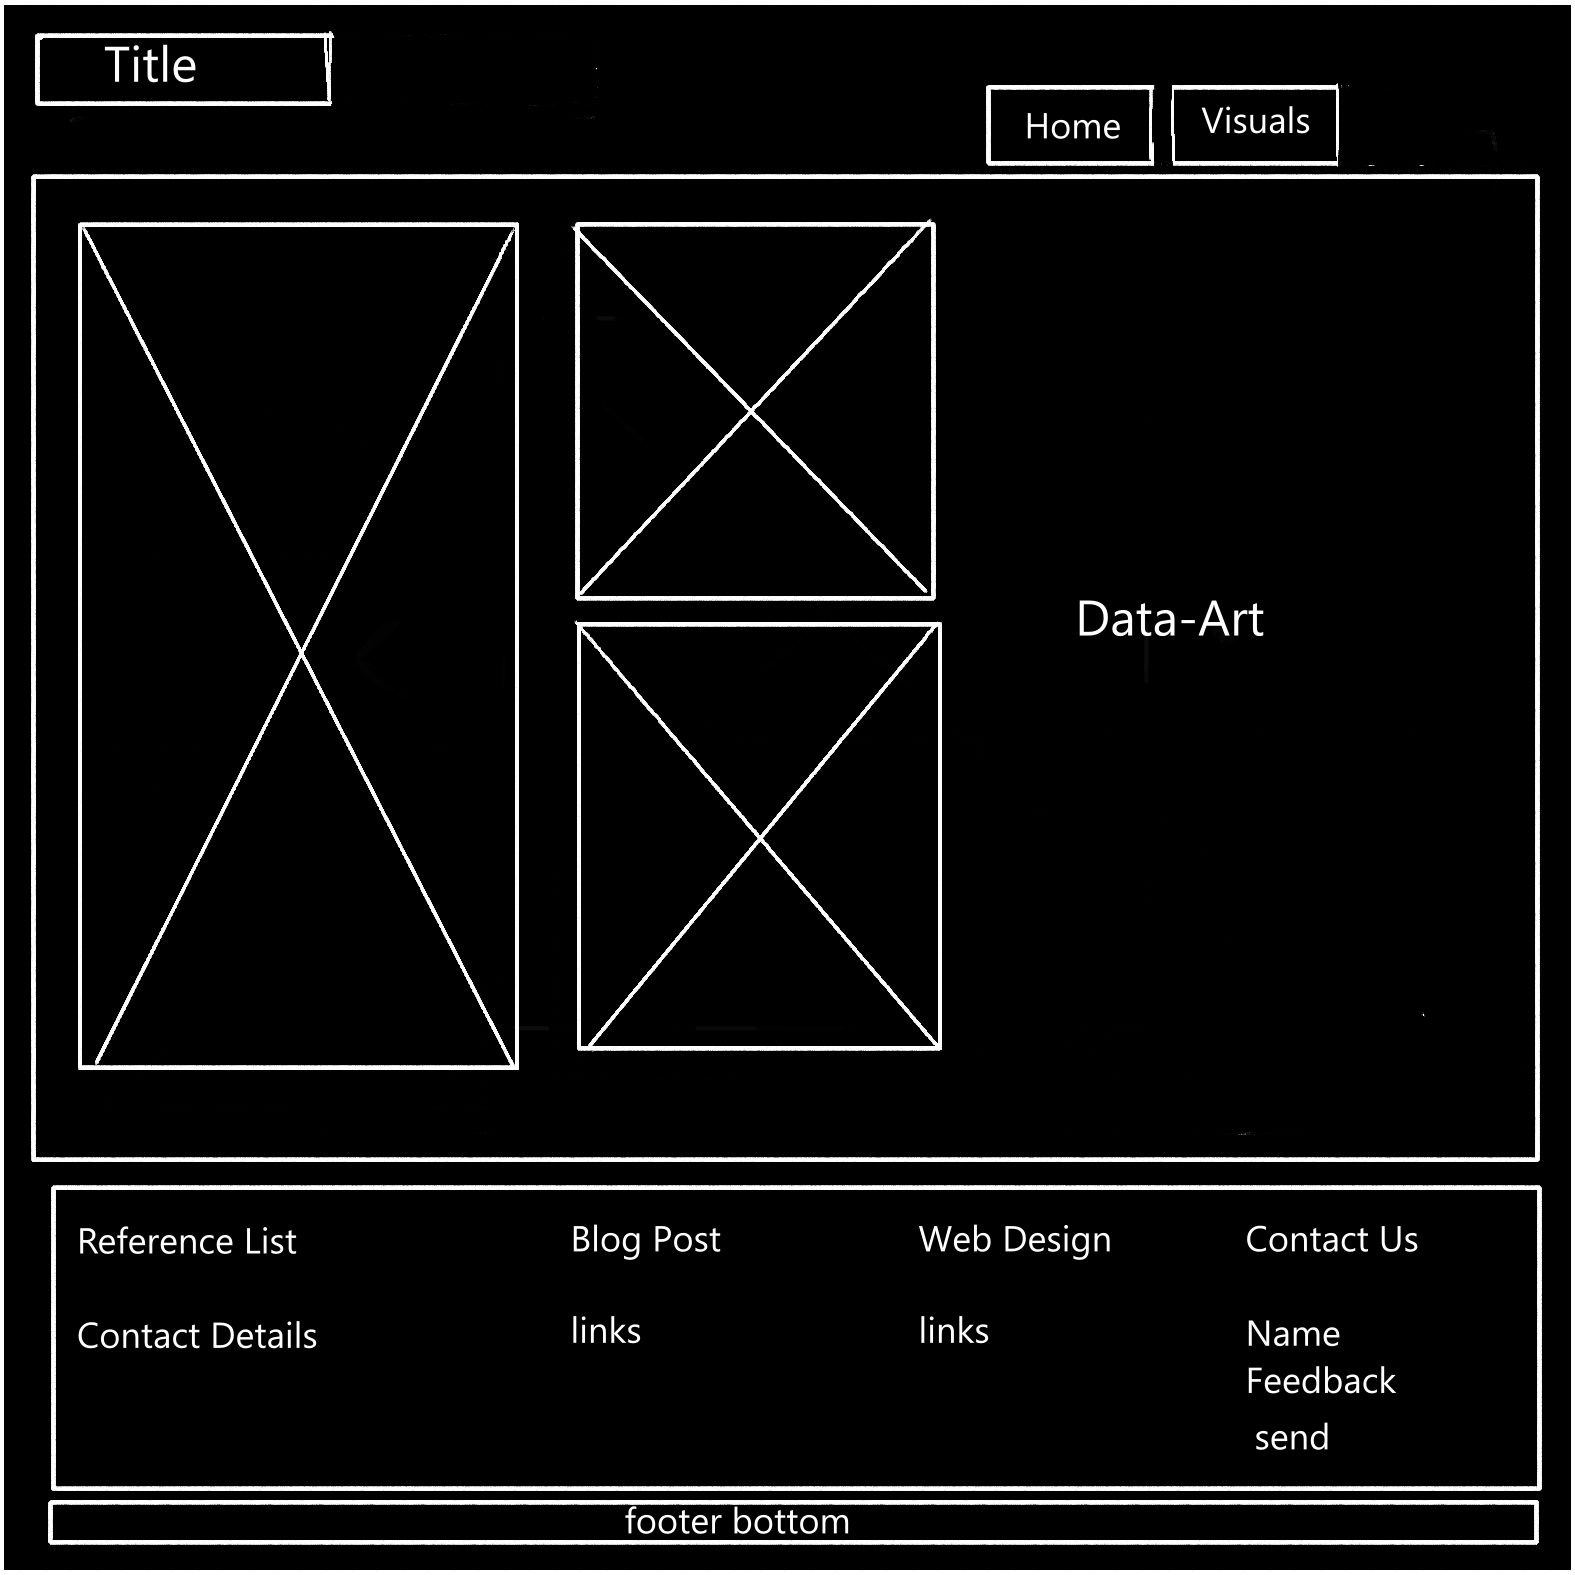 Title
Home
Visuals
Data-Art
Reference List
Blog Post
Web Design
Contact Us
Contact Details
links
links
Name
Feedback
send
footer bottom